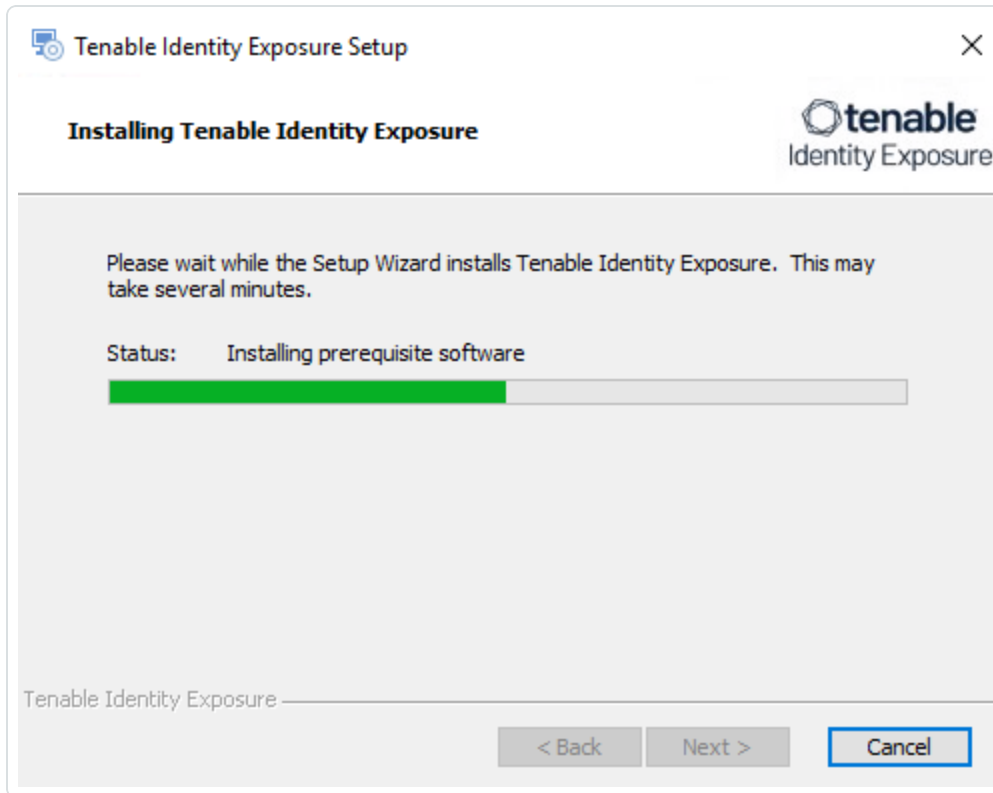 Tenable Identity Exposure Setup
Installing Tenable Identity Exposure
tenable
Identity Exposure
Please wait while the Setup Wizard installs Tenable Identity Exposure. This may
take several minutes.
Status: Installing prerequisite software
Tenable Identity Exposure
< Back Next > Cancel